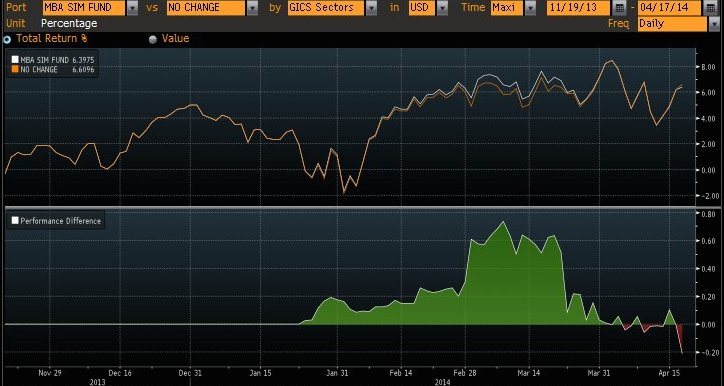 Port MBA SIM FUND vs NO CHANGE by GICS Sectors in USD Time Maxi 11/19/13 - 04/17/14
Unit Percentage Freq Daily
Total Return % Value
MBA SIM FUND 6.3975
NO CHANGE 6.6096
8.00
6.00
4.00
2.00
0.00
-2.00
Performance Difference
0.80
0.60
0.40
0.20
0.00
-0.20
Nov 29 Dec 16 Dec 31 Jan 15 Jan 31 Feb 14 Feb 28 Mar 14 Mar 31 Apr 15
2013 2014